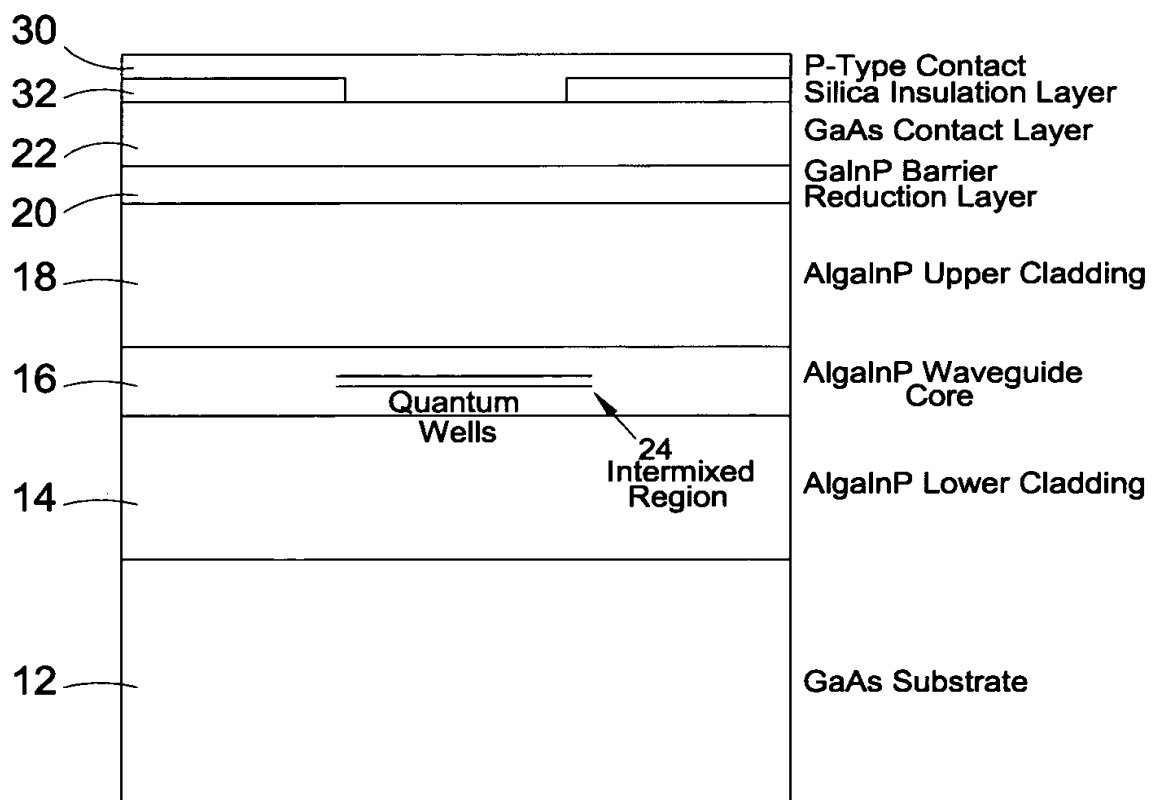 30
P-Type Contact
32
Silica Insulation Layer
GaAs Contact Layer
22
GaInP Barrier
Reduction Layer
20
18
AlgaInP Upper Cladding
16
AlgaInP Waveguide
Core
Quantum
Wells
24
Intermixed
Region
14
AlgaInP Lower Cladding
12
GaAs Substrate